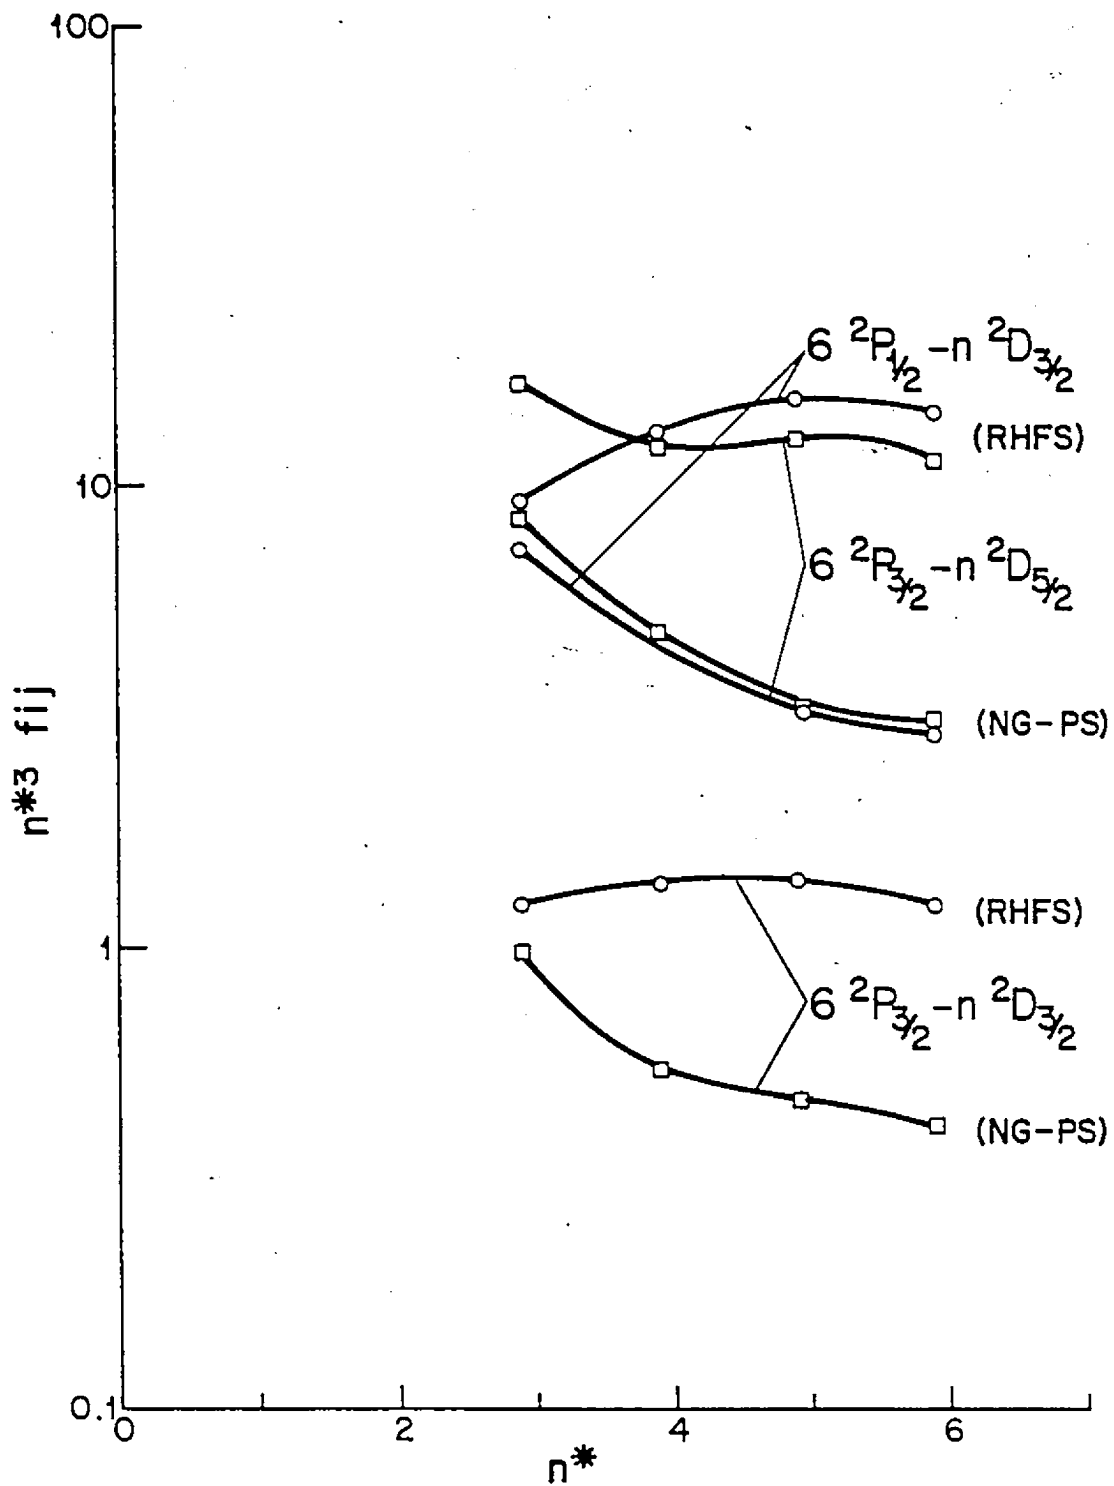 100
6 ²P₁/₂ -n ²D₃/₂
(RHFS)
10
6 ²P₃/₂ -n ²D₅/₂
n*3 fij
(NG-PS)
(RHFS)
1
6 ²P₃/₂ -n ²D₃/₂
(NG-PS)
0.1
0 2 4 6
n*